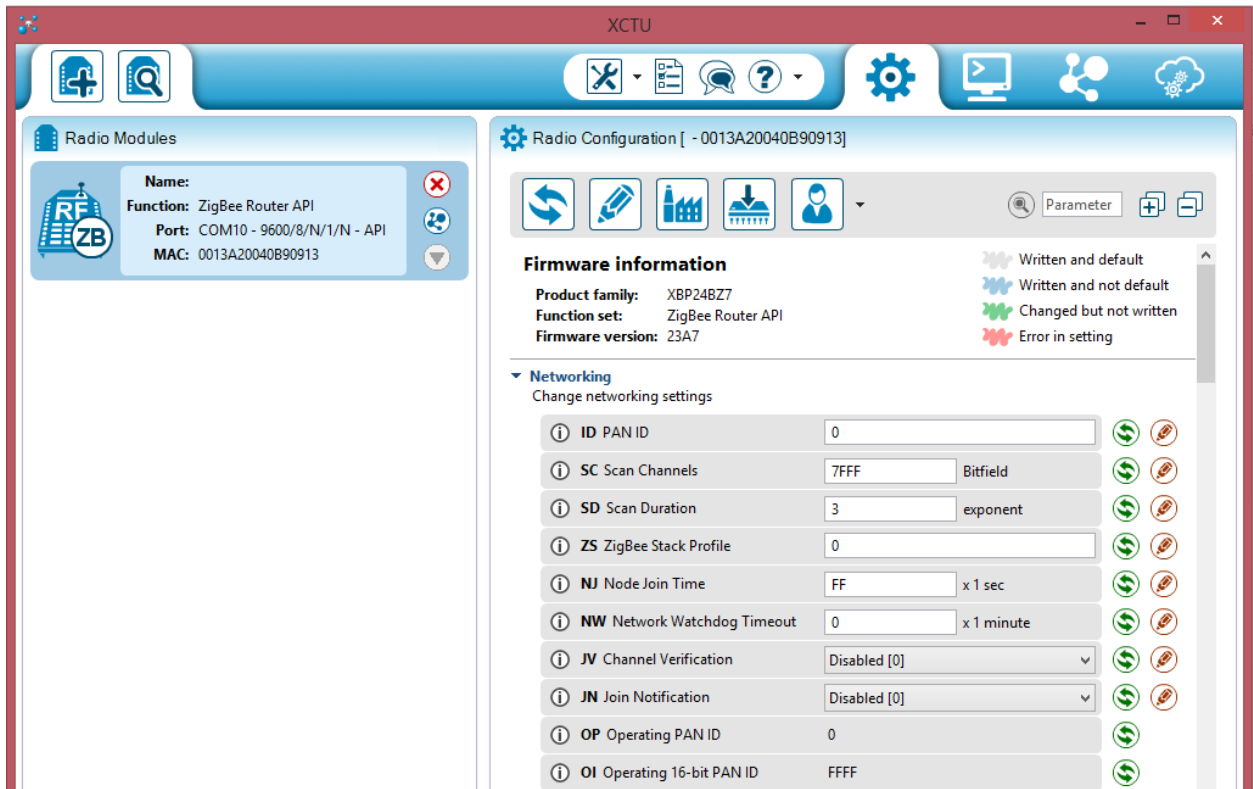 XCTU
Radio Modules
Name:
Function: ZigBee Router API
Port: COM10 - 9600/8/N/1/N - API
MAC: 0013A20040B90913
RF
ZB
Radio Configuration [ - 0013A20040B90913]
Parameter
Firmware information
Product family: XBP24BZ7
Function set: ZigBee Router API
Firmware version: 23A7
Written and default
Written and not default
Changed but not written
Error in setting
Networking
Change networking settings
ID PAN ID 0
SC Scan Channels 7FFF Bitfield
SD Scan Duration 3 exponent
ZS ZigBee Stack Profile 0
NJ Node Join Time FF x 1 sec
NW Network Watchdog Timeout 0 x 1 minute
JV Channel Verification Disabled [0]
JN Join Notification Disabled [0]
OP Operating PAN ID 0
OI Operating 16-bit PAN ID FFFF